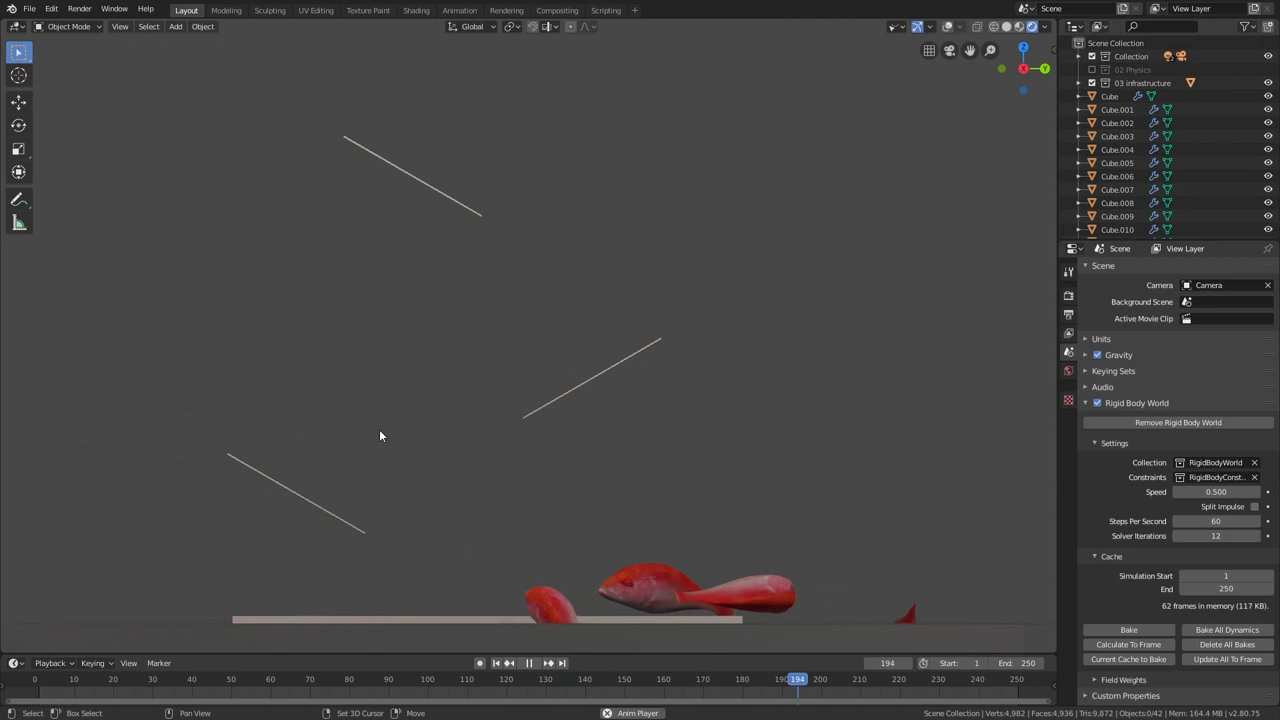 File Edit Render Window Help Layout Modeling Sculpting UV Editing Texture Paint Shading Animation Rendering Compositing Scripting + Scene View Layer
Object Mode View Select Add Object Global
Scene Collection
Collection
02 Physics
03 infrastructure
Cube
Cube.001
Cube.002
Cube.003
Cube.004
Cube.005
Cube.006
Cube.007
Cube.008
Cube.009
Cube.010
Z
X
Y
Scene View Layer
Scene
Camera Camera
Background Scene
Active Movie Clip
Units
Gravity
Keying Sets
Audio
Rigid Body World
Remove Rigid Body World
Settings
Collection RigidBodyWorld
Constraints RigidBodyConst..
Speed 0.500
Split Impulse
Steps Per Second 60
Solver Iterations 12
Cache
Simulation Start 1
End 250
62 frames in memory (117 KB).
Bake Bake All Dynamics
Calculate To Frame Delete All Bakes
Current Cache to Bake Update All To Frame
Field Weights
Custom Properties
Playback Keying View Marker 194 Start: 1 End: 250
0 10 20 30 40 50 60 70 80 90 100 110 120 130 140 150 160 170 180 194 200 210 220 230 240 250
Select Box Select Pan View Set 3D Cursor Move Anim Player Scene Collection | Verts:4,982 | Faces:4,936 | Tris:9,872 | Objects:0/42 | Mem: 164.4 MB | v2.80.75